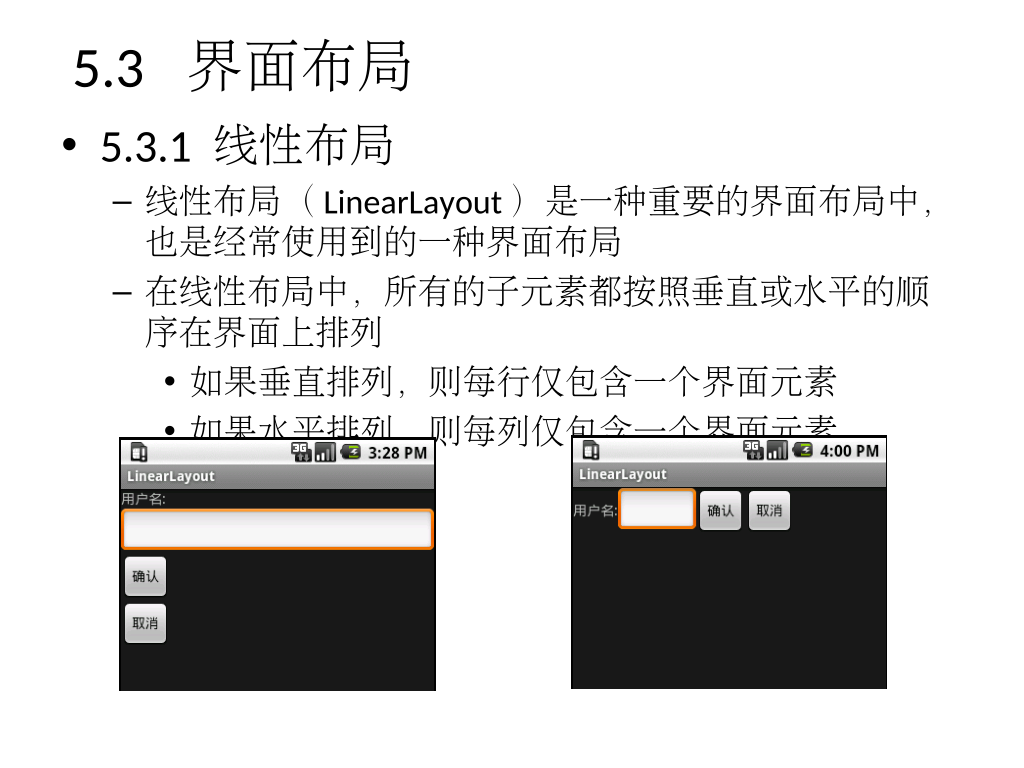 5.3 界面布局
• 5.3.1 线性布局
– 线性布局（LinearLayout）是一种重要的界面布局中，
也是经常使用到的一种界面布局
– 在线性布局中，所有的子元素都按照垂直或水平的顺
序在界面上排列
• 如果垂直排列，则每行仅包含一个界面元素
• 如果水平排列，则每列仅包含一个界面元素
3G 3:28 PM
LinearLayout
用户名:
确认
取消
3G 4:00 PM
LinearLayout
用户名: 确认 取消